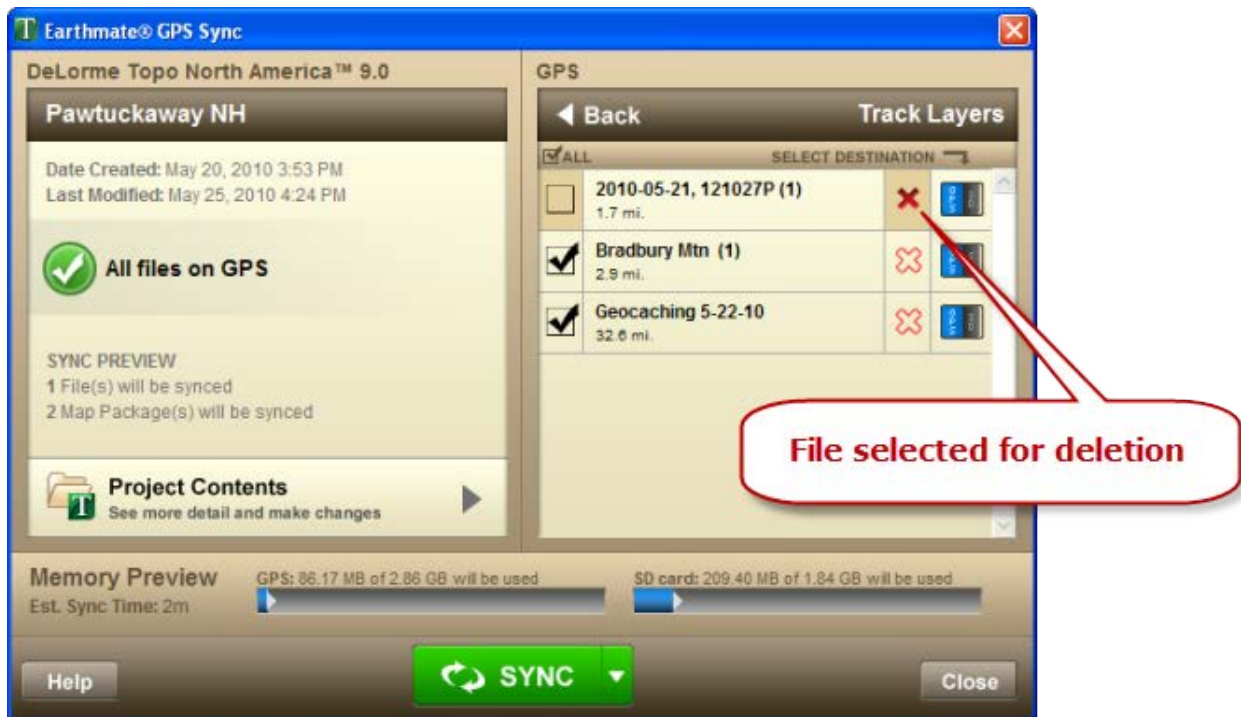 Earthmate® GPS Sync
DeLorme Topo North America™ 9.0
Pawtuckaway NH
Date Created: May 20, 2010 3:53 PM
Last Modified: May 25, 2010 4:24 PM
All files on GPS
SYNC PREVIEW
1 File(s) will be synced
2 Map Package(s) will be synced
Project Contents
See more detail and make changes
GPS
Back Track Layers
ALL SELECT DESTINATION
2010-05-21, 121027P (1)
1.7 mi.
Bradbury Mtn (1)
2.9 mi.
Geocaching 5-22-10
32.6 mi.
File selected for deletion
Memory Preview
Est. Sync Time: 2m
GPS: 86.17 MB of 2.86 GB will be used
SD card: 209.40 MB of 1.84 GB will be used
Help
SYNC
Close